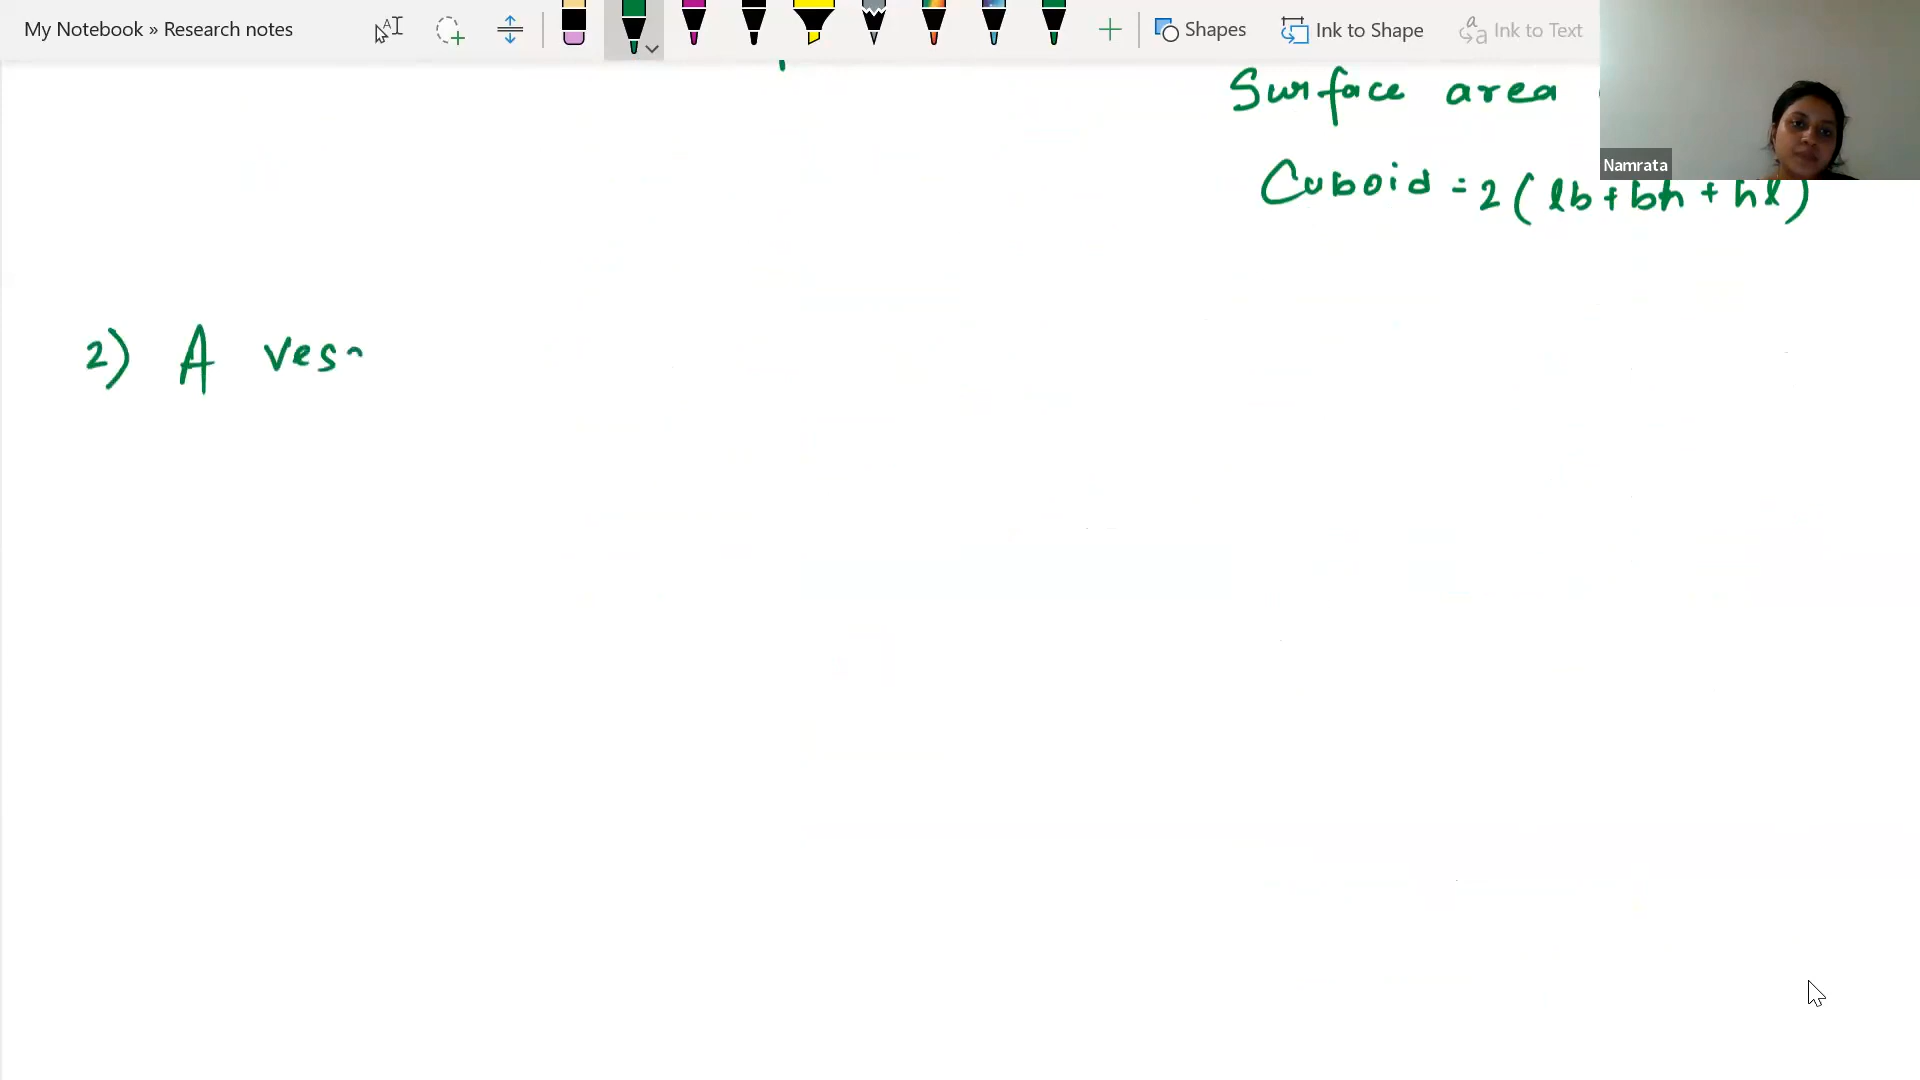 My Notebook » Research notes
Shapes
Ink to Shape
Ink to Text
Namrata
Surface area
Cuboid = 2 ( lb + bh + hl )
2) A ves